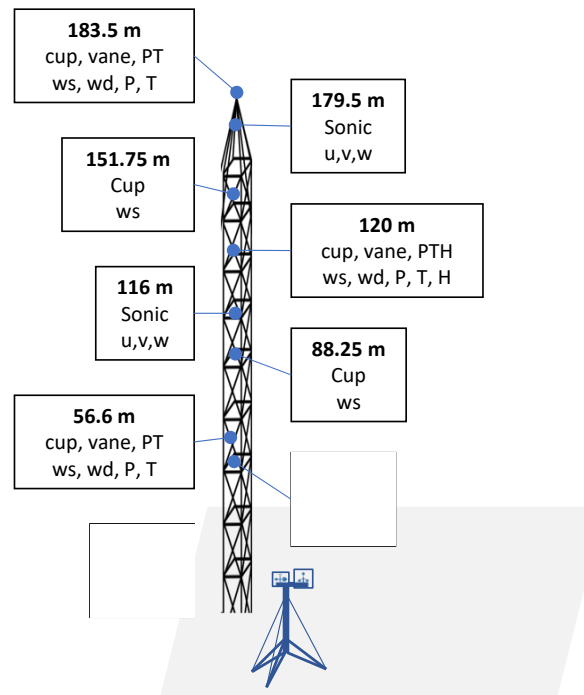 183.5 m
cup, vane, PT
ws, wd, P, T
179.5 m
Sonic
u,v,w
151.75 m
Cup
ws
120 m
cup, vane, PTH
ws, wd, P, T, H
116 m
Sonic
u,v,w
88.25 m
Cup
ws
56.6 m
cup, vane, PT
ws, wd, P, T